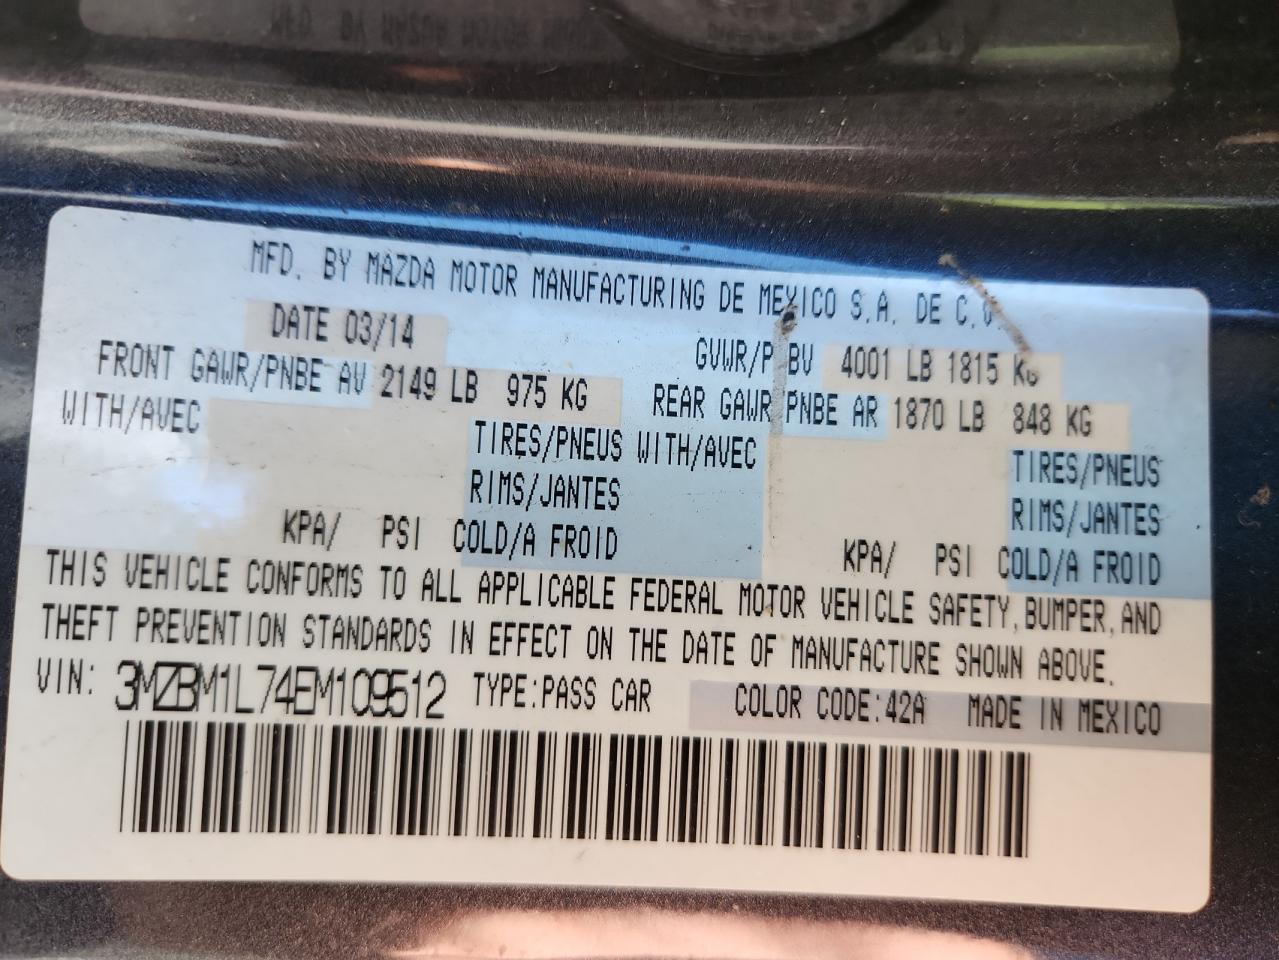 MFD. BY MAZDA MOTOR MANUFACTURING DE MEXICO S.A. DE C.V.
DATE 03/14 GVWR/PNBV 4001 LB 1815 KG
FRONT GAWR/PNBE AV 2149 LB 975 KG REAR GAWR/PNBE AR 1870 LB 848 KG
WITH/AVEC TIRES/PNEUS WITH/AVEC TIRES/PNEUS
RIMS/JANTES RIMS/JANTES
KPA/ PSI COLD/A FROID KPA/ PSI COLD/A FROID
THIS VEHICLE CONFORMS TO ALL APPLICABLE FEDERAL MOTOR VEHICLE SAFETY, BUMPER, AND
THEFT PREVENTION STANDARDS IN EFFECT ON THE DATE OF MANUFACTURE SHOWN ABOVE.
VIN: 3MZBM1L74EM109512 TYPE:PASS CAR COLOR CODE:42A MADE IN MEXICO